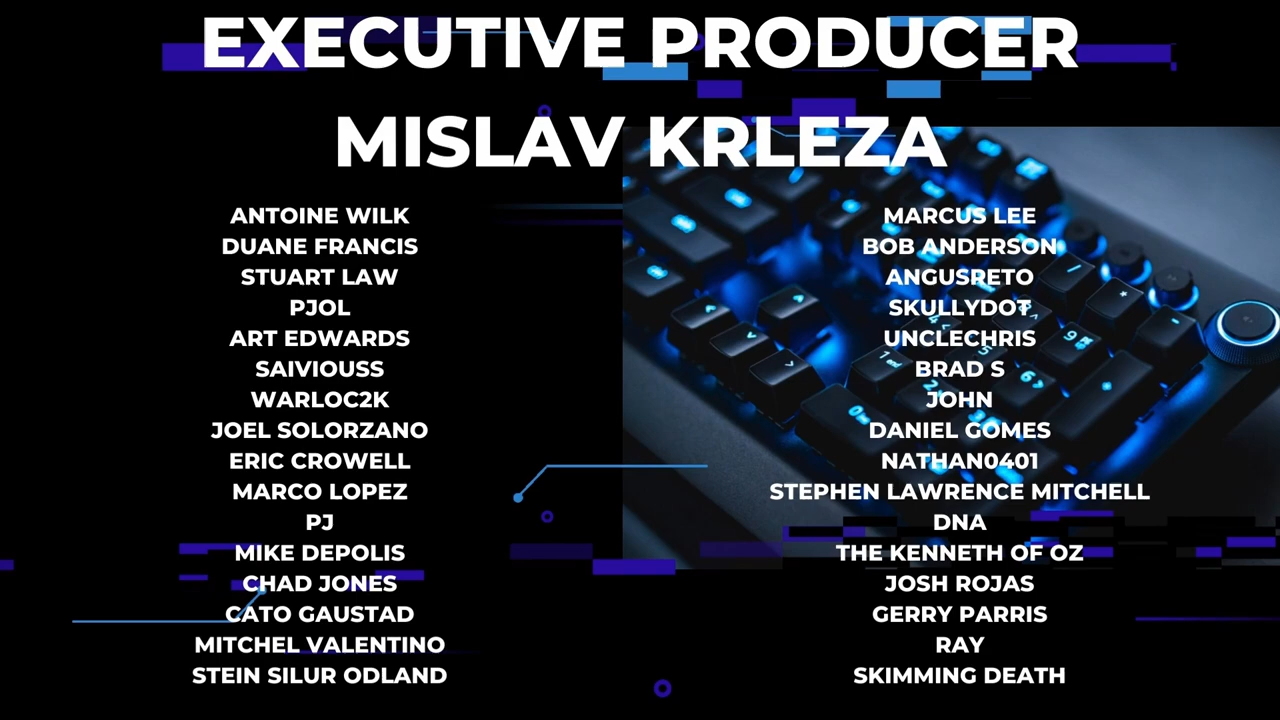 EXECUTIVE PRODUCER
MISLAV KRLEZA
ANTOINE WILK
DUANE FRANCIS
STUART LAW
PJOL
ART EDWARDS
SAIVIOUSS
WARLOC2K
JOEL SOLORZANO
ERIC CROWELL
MARCO LOPEZ
PJ
MIKE DEPOLIS
CHAD JONES
CATO GAUSTAD
MITCHEL VALENTINO
STEIN SILUR ODLAND
MARCUS LEE
BOB ANDERSON
ANGUSRETO
SKULLYDOT
UNCLECHRIS
BRAD S
JOHN
DANIEL GOMES
NATHAN0401
STEPHEN LAWRENCE MITCHELL
DNA
THE KENNETH OF OZ
JOSH ROJAS
GERRY PARRIS
RAY
SKIMMING DEATH